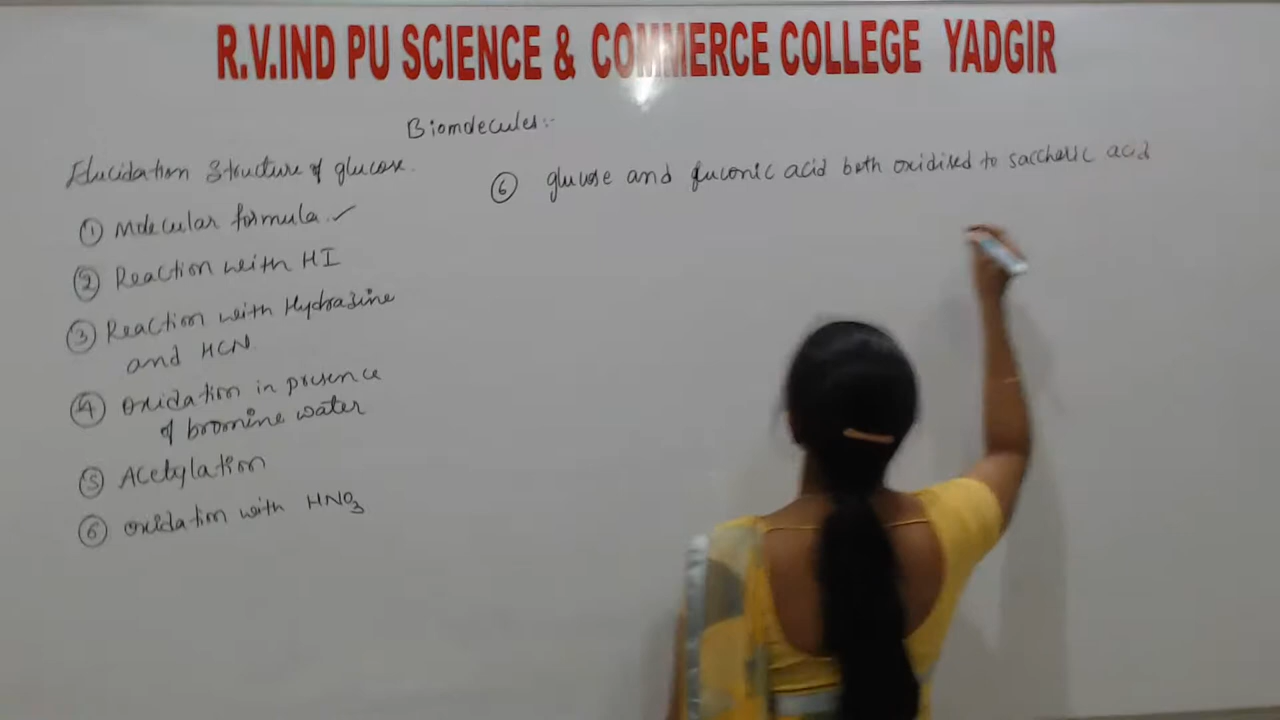 R.V.IND PU SCIENCE & COMMERCE COLLEGE YADGIR
Biomolecules:-
Elucidation Structure of glucose.
① Molecular formula. ✓
② Reaction with HI
③ Reaction with Hydrazine
and HCN
④ Oxidation in presence
of bromine water
⑤ Acetylation
⑥ oxidation with HNO₃
⑥ glucose and gluconic acid both oxidised to saccharic acid